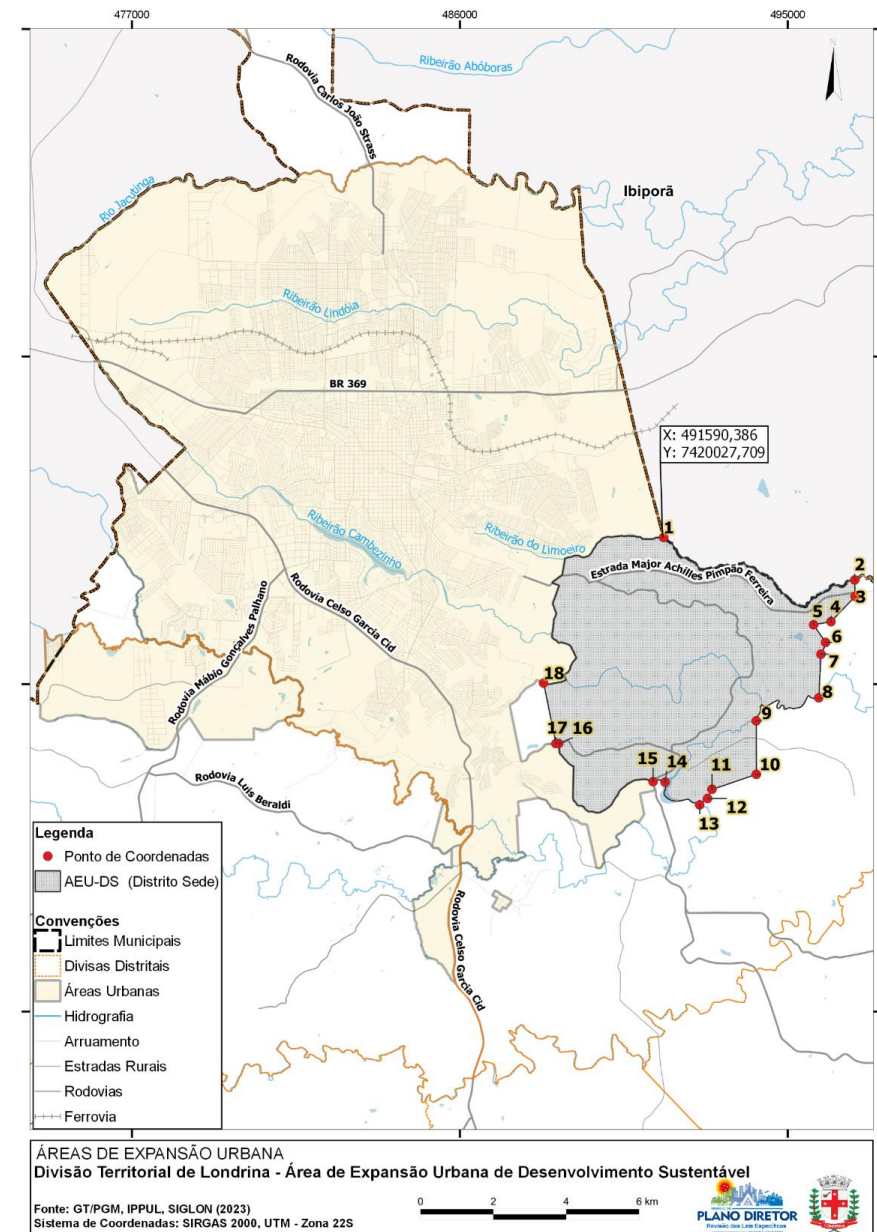 477000
486000
495000
Ribeirão Abóboras
Rodovia Carlos João Strass
N
Ibiporã
Rio Jacutinga
Ribeirão Lindóia
BR 369
X: 491590,386
Y: 7420027,709
Ribeirão Cambezinho
Ribeirão do Limoeiro
1
Estrada Major Achilles Pimpão Ferreira
2
3
4
5
6
7
8
9
10
11
12
13
14
15
16
17
18
Rodovia Celso Garcia Cid
Rodovia Mábio Gonçalves Palhano
Rodovia Luis Beraldi
Rodovia Celso Garcia Cid
Legenda
Ponto de Coordenadas
AEU-DS (Distrito Sede)
Convenções
Limites Municipais
Divisas Distritais
Áreas Urbanas
Hidrografia
Arruamento
Estradas Rurais
Rodovias
Ferrovia
ÁREAS DE EXPANSÃO URBANA
Divisão Territorial de Londrina - Área de Expansão Urbana de Desenvolvimento Sustentável
Fonte: GT/PGM, IPPUL, SIGLON (2023)
Sistema de Coordenadas: SIRGAS 2000, UTM - Zona 22S
0 2 4 6 km
PLANO DIRETOR
Revisão das Leis Específicas